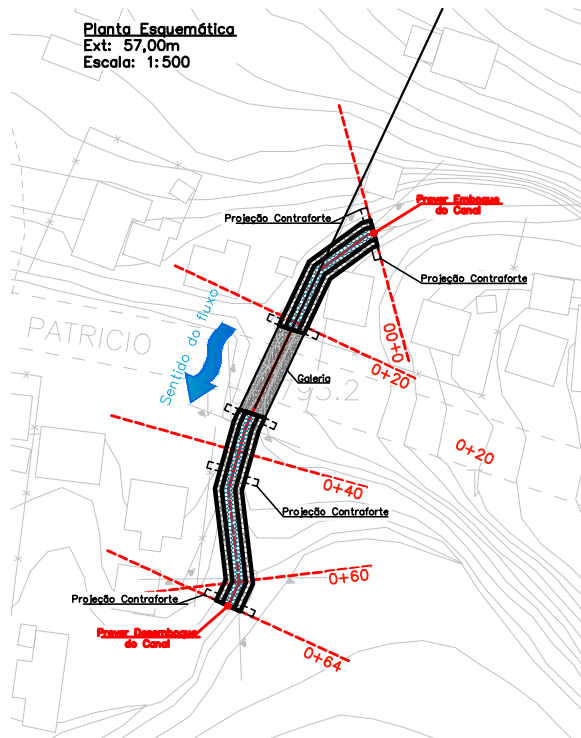 Planta Esquemática
Ext: 57,00m
Escala: 1:500
Prever Emboque
do Canal
Projeção Contraforte
Projeção Contraforte
0+00
PATRICIO
Sentido do fluxo
0+20
Galeria
795.2
0+20
0+40
Projeção Contraforte
0+60
Projeção Contraforte
Prever Desemboque
do Canal
0+64